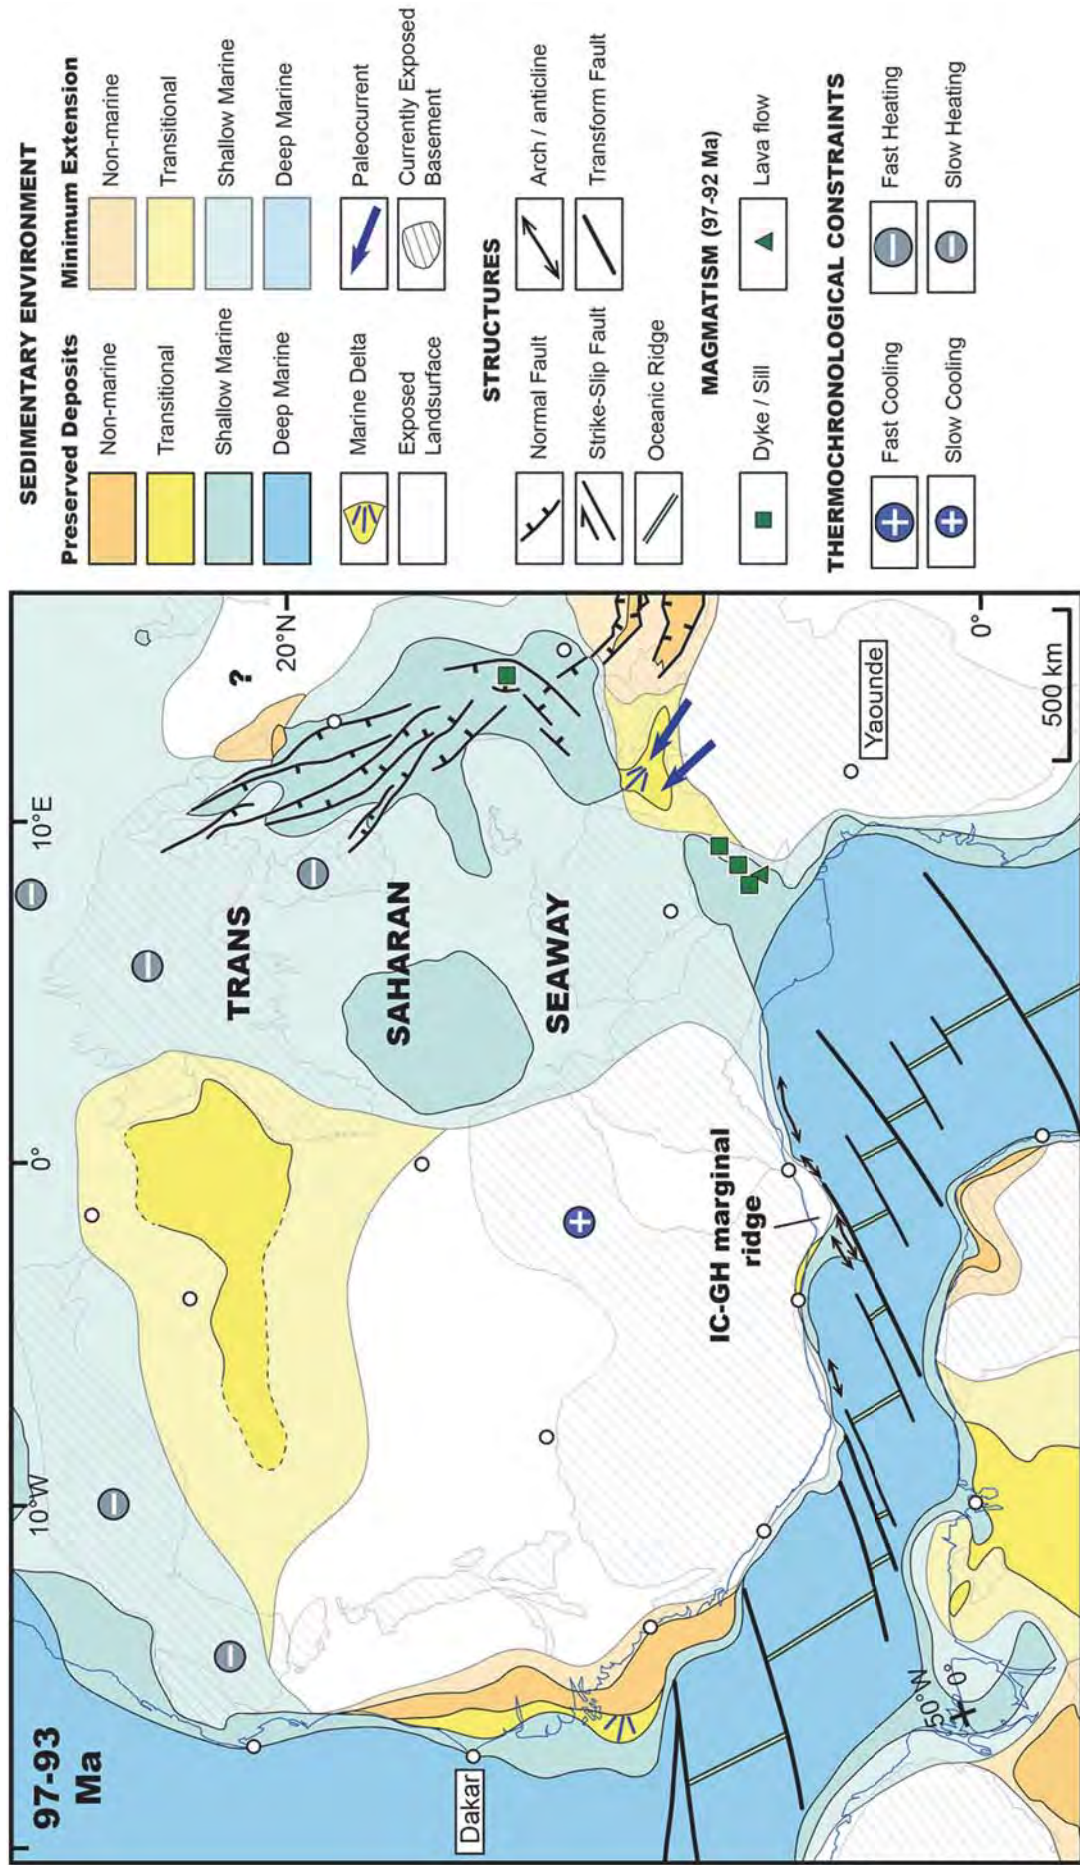 97-93
Ma
10°W
0°
10°E
20°N
?
0°
500 km
50°W
0°
Dakar
Yaounde
TRANS
SAHARAN
SEAWAY
IC-GH marginal
ridge
SEDIMENTARY ENVIRONMENT
Preserved Deposits
Minimum Extension
Non-marine
Non-marine
Transitional
Transitional
Shallow Marine
Shallow Marine
Deep Marine
Deep Marine
Marine Delta
Paleocurrent
Exposed
Landsurface
Currently Exposed
Basement
STRUCTURES
Normal Fault
Arch / anticline
Strike-Slip Fault
Transform Fault
Oceanic Ridge
MAGMATISM (97-92 Ma)
Dyke / Sill
Lava flow
THERMOCHRONOLOGICAL CONSTRAINTS
Fast Cooling
Fast Heating
Slow Cooling
Slow Heating